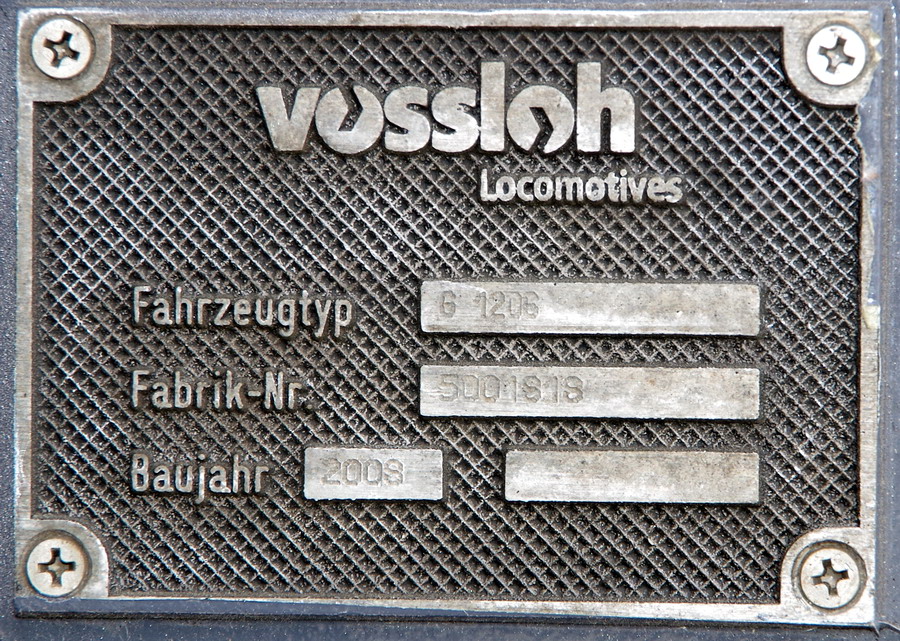 vossloh
Locomotives
Fahrzeugtyp G 1206
Fabrik-Nr. 5001818
Baujahr 2008